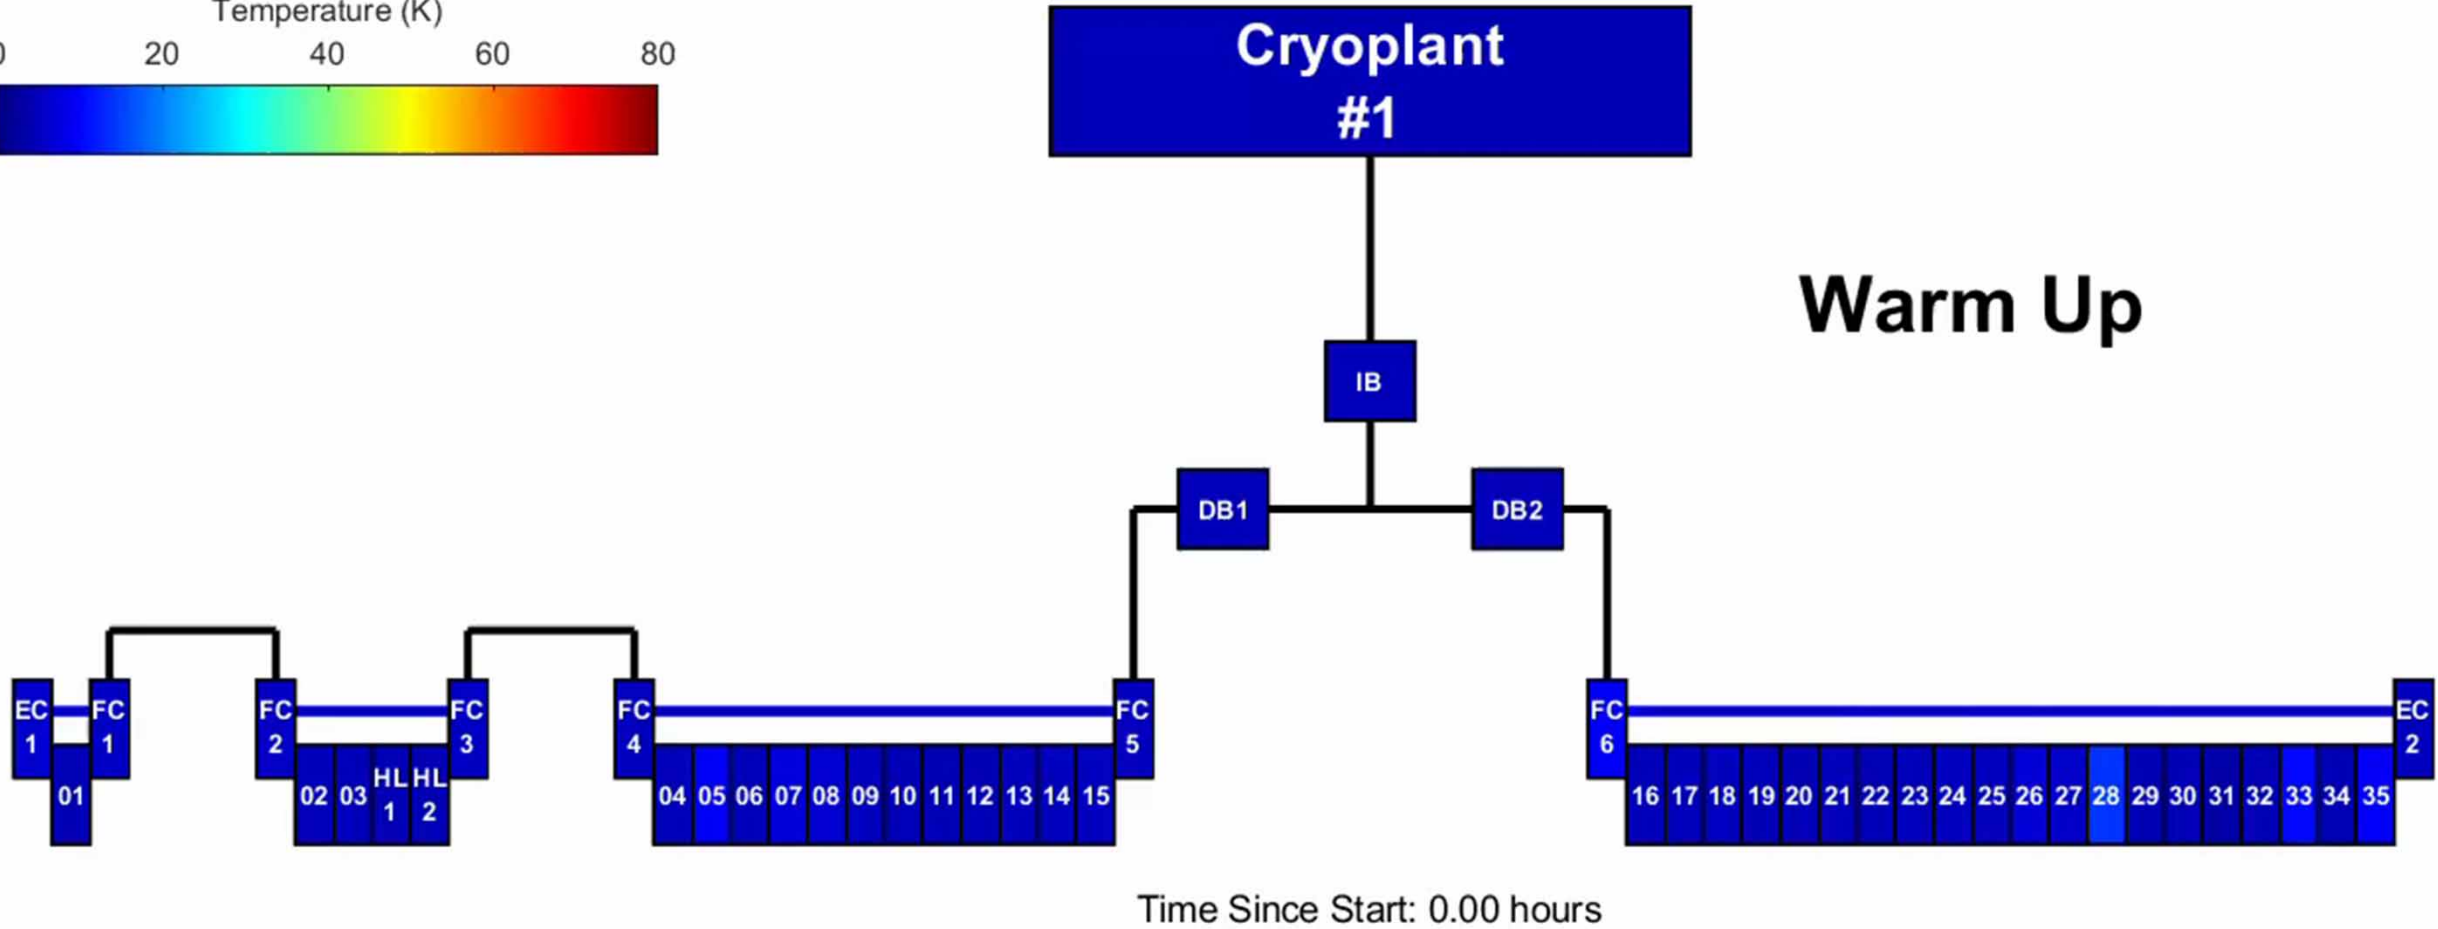 Temperature (K)
0 20 40 60 80
Cryoplant
#1
Warm Up
IB
DB1 DB2
EC FC FC FC FC FC FC EC
1 1 2 3 4 5 6 2
HL HL
01 02 03 1 2 04 05 06 07 08 09 10 11 12 13 14 15 16 17 18 19 20 21 22 23 24 25 26 27 28 29 30 31 32 33 34 35
Time Since Start: 0.00 hours